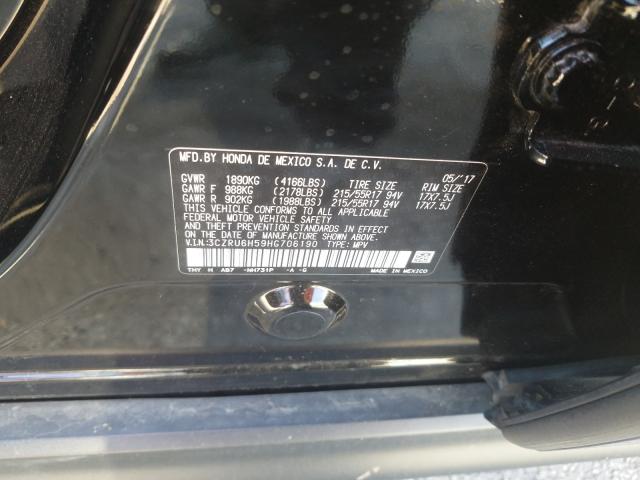 MFD.BY HONDA DE MEXICO S.A. DE C.V. 05/'17
GVWR 1890KG (4166LBS) TIRE SIZE RIM SIZE
GAWR F 988KG (2178LBS) 215/55R17 94V 17X7.5J
GAWR R 902KG (1988LBS) 215/55R17 94V 17X7.5J
THIS VEHICLE CONFORMS TO ALL APPLICABLE
FEDERAL MOTOR VEHICLE SAFETY
AND THEFT PREVENTION STANDARDS IN EFFECT
ON THE DATE OF MANUFACTURE SHOWN ABOVE.
V.I.N:3CZRU6H59HG706190 TYPE: MPV
THY H AB7 -NH731P -A -G MADE IN MEXICO